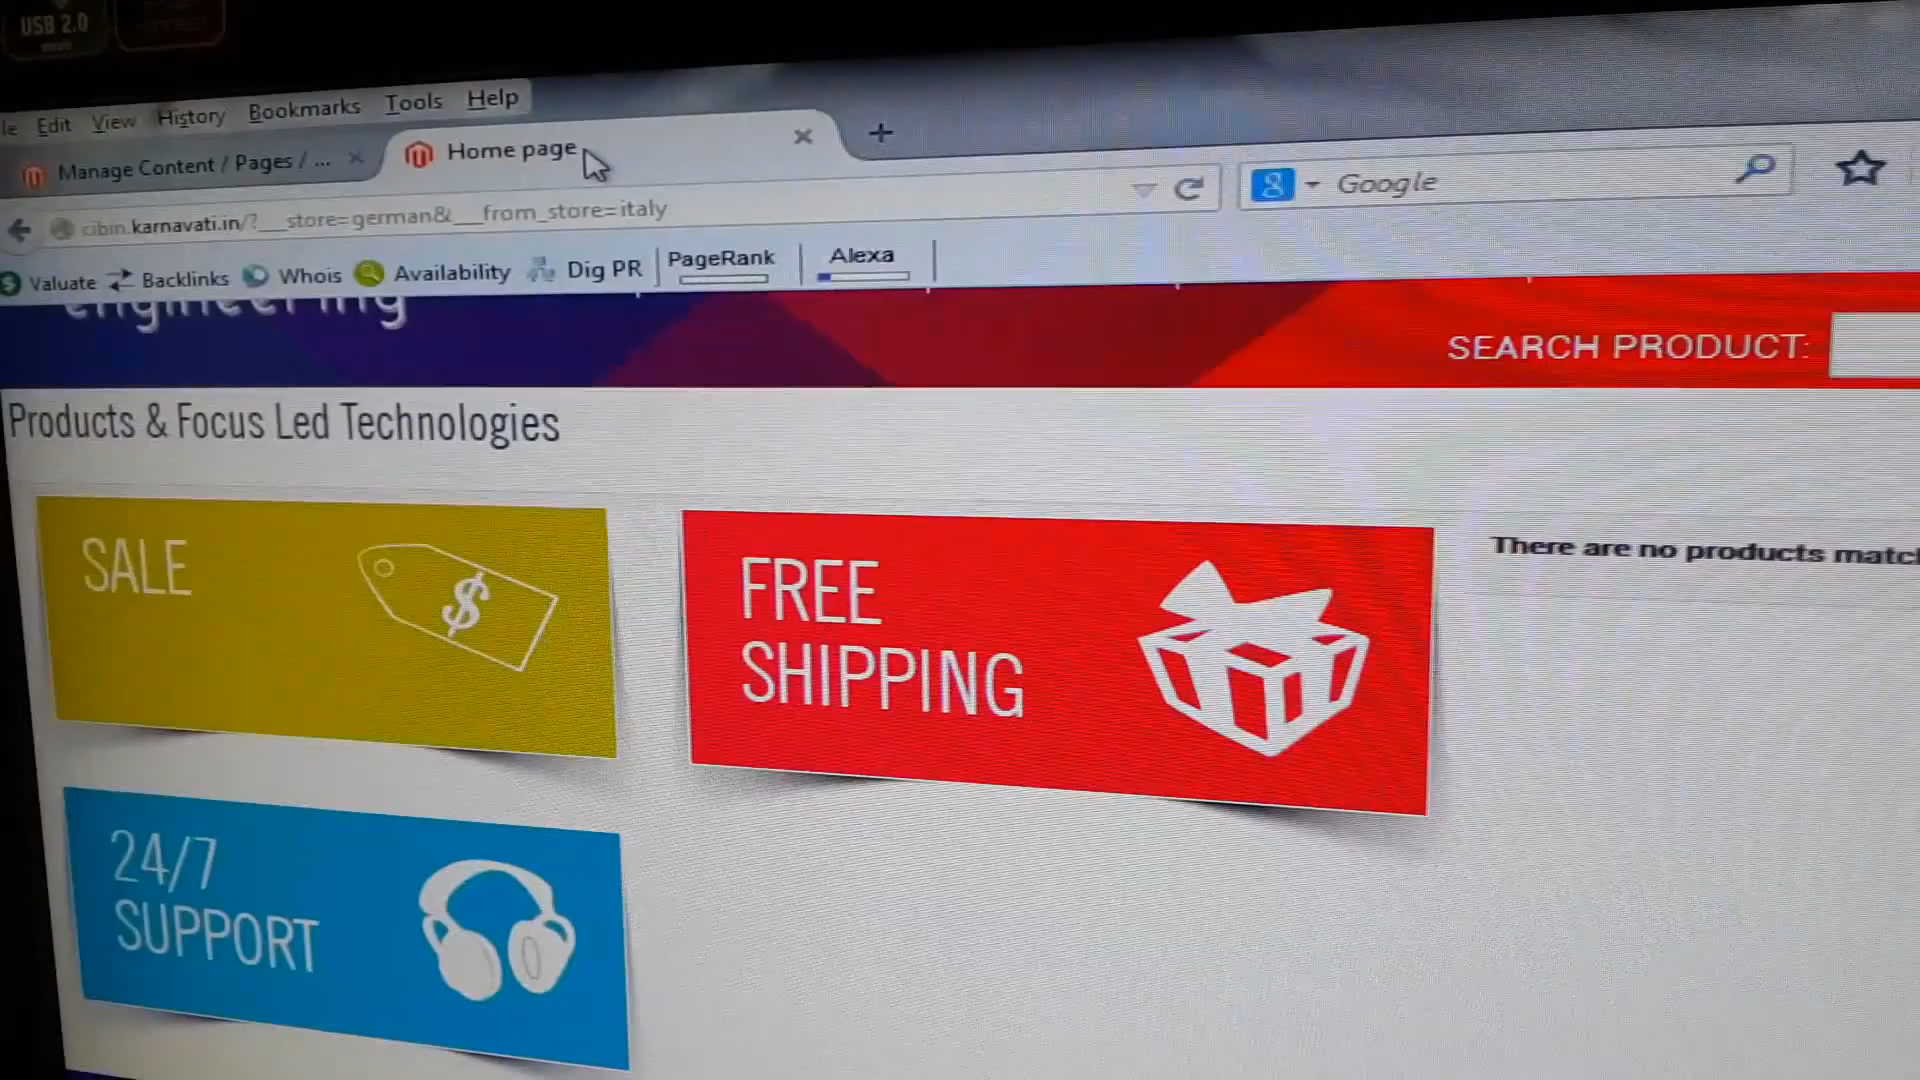 USB 2.0
Edit View History Bookmarks Tools Help
Manage Content / Pages / ...
Home page
cibin.karnavati.in/?___store=german&___from_store=italy
Google
Valuate Backlinks Whois Availability Dig PR PageRank Alexa
engineering
SEARCH PRODUCT:
Products & Focus Led Technologies
SALE
$
FREE
SHIPPING
There are no products
24/7
SUPPORT